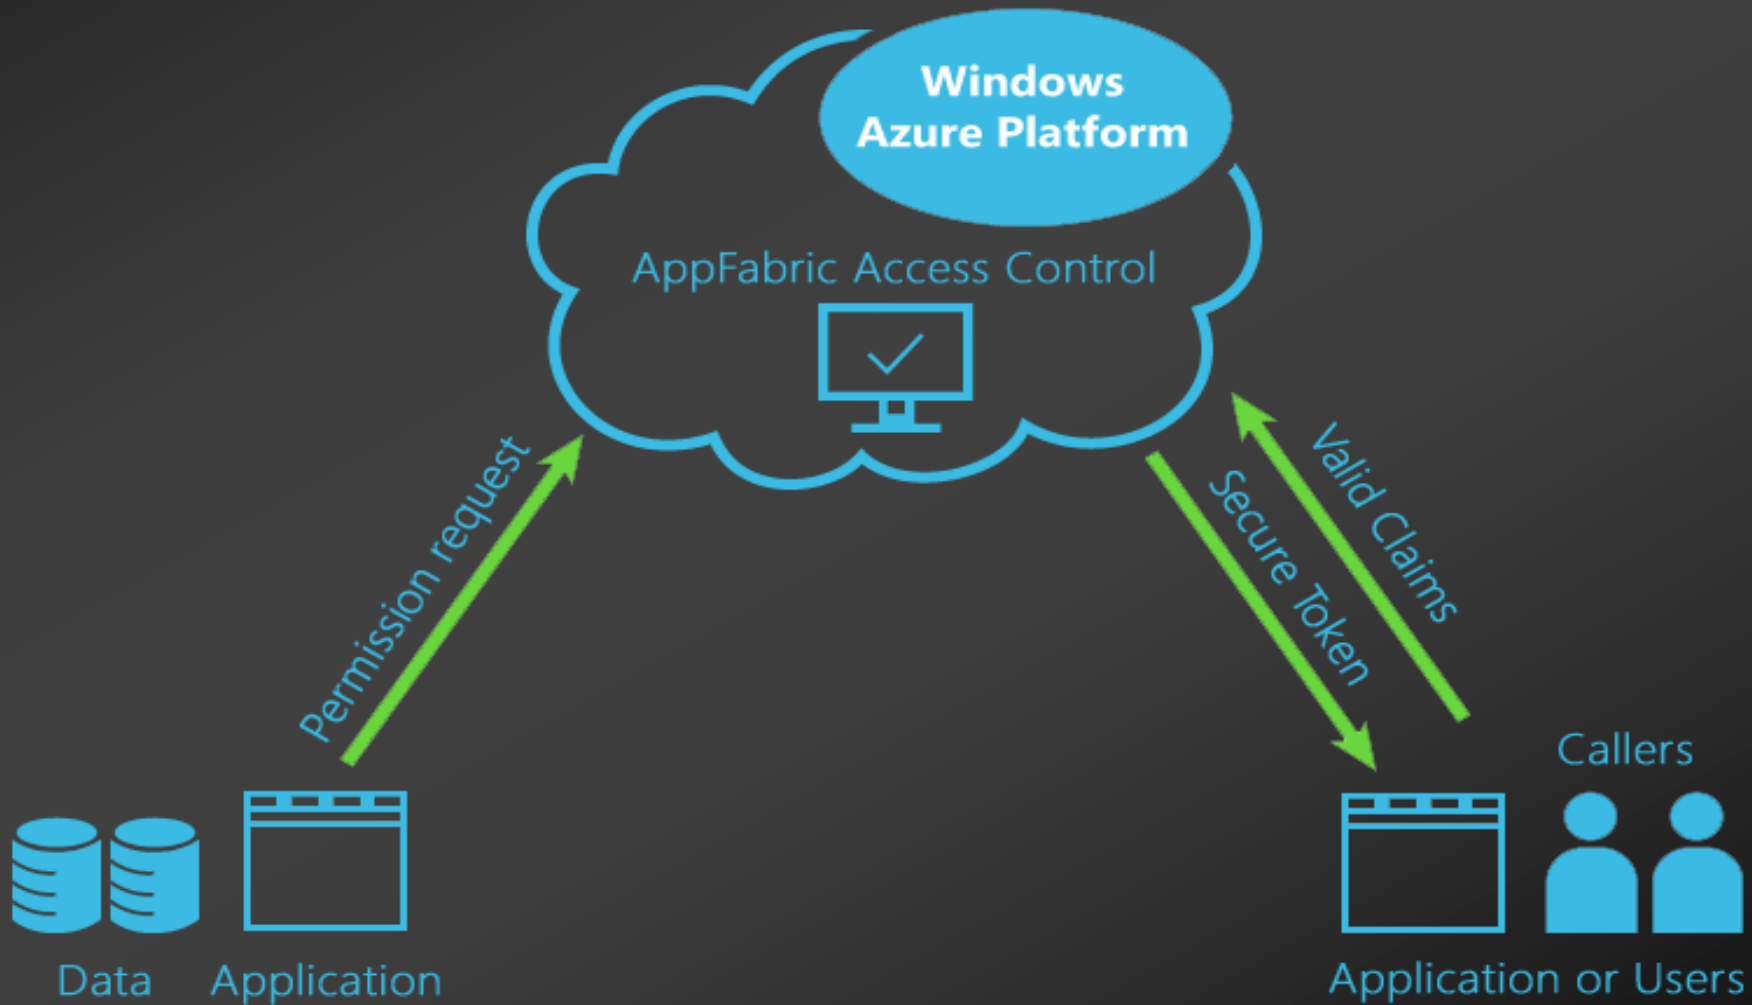 Windows
Azure Platform
AppFabric Access Control
Permission request
Valid Claims
Secure Token
Callers
Data
Application
Application or Users